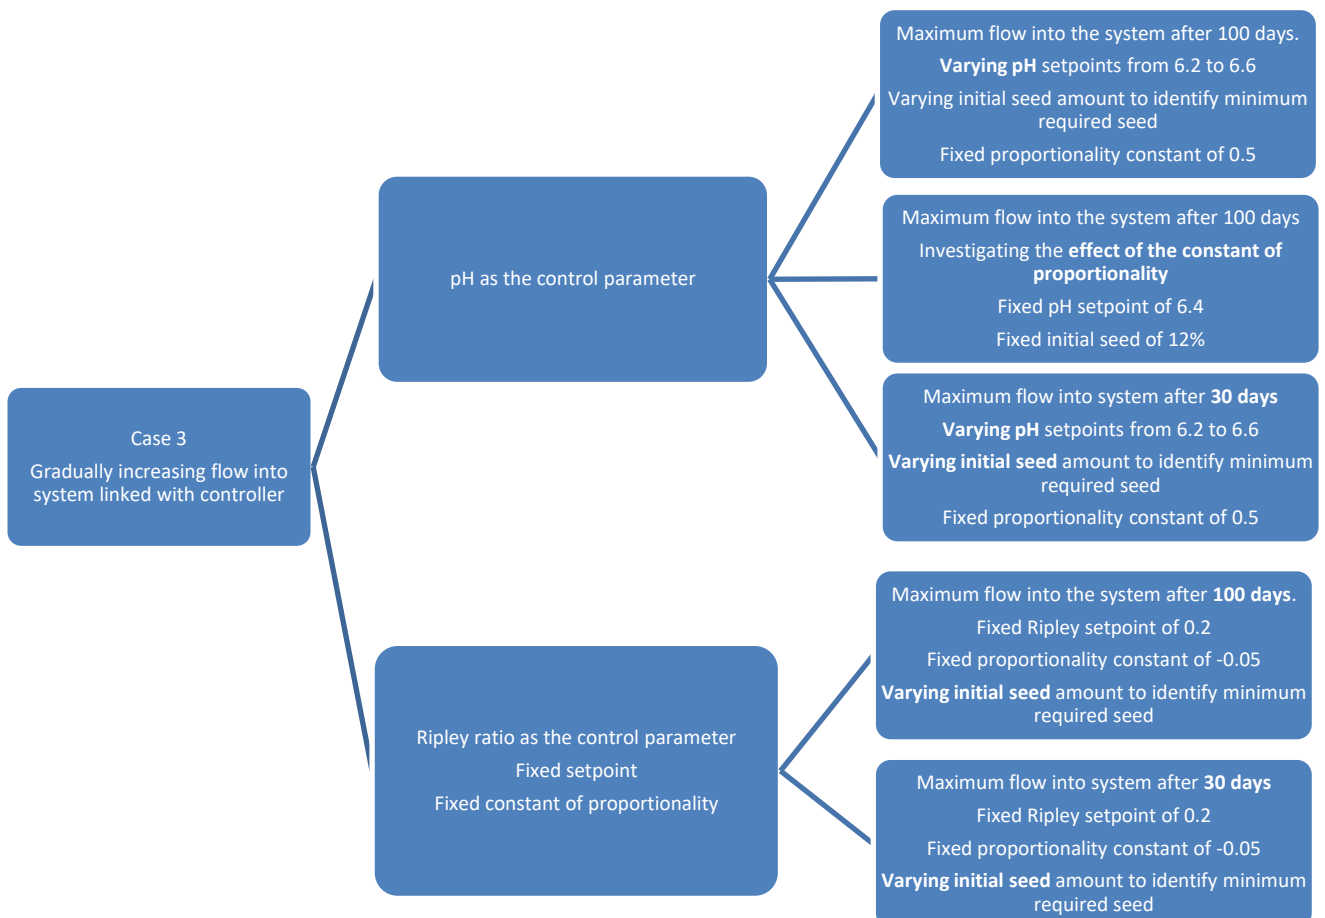 Case 3
Gradually increasing flow into
system linked with controller
pH as the control parameter
Maximum flow into the system after 100 days.
Varying pH setpoints from 6.2 to 6.6
Varying initial seed amount to identify minimum
required seed
Fixed proportionality constant of 0.5
Maximum flow into the system after 100 days
Investigating the effect of the constant of
proportionality
Fixed pH setpoint of 6.4
Fixed initial seed of 12%
Maximum flow into system after 30 days
Varying pH setpoints from 6.2 to 6.6
Varying initial seed amount to identify minimum
required seed
Fixed proportionality constant of 0.5
Ripley ratio as the control parameter
Fixed setpoint
Fixed constant of proportionality
Maximum flow into the system after 100 days.
Fixed Ripley setpoint of 0.2
Fixed proportionality constant of -0.05
Varying initial seed amount to identify minimum
required seed
Maximum flow into system after 30 days
Fixed Ripley setpoint of 0.2
Fixed proportionality constant of -0.05
Varying initial seed amount to identify minimum
required seed